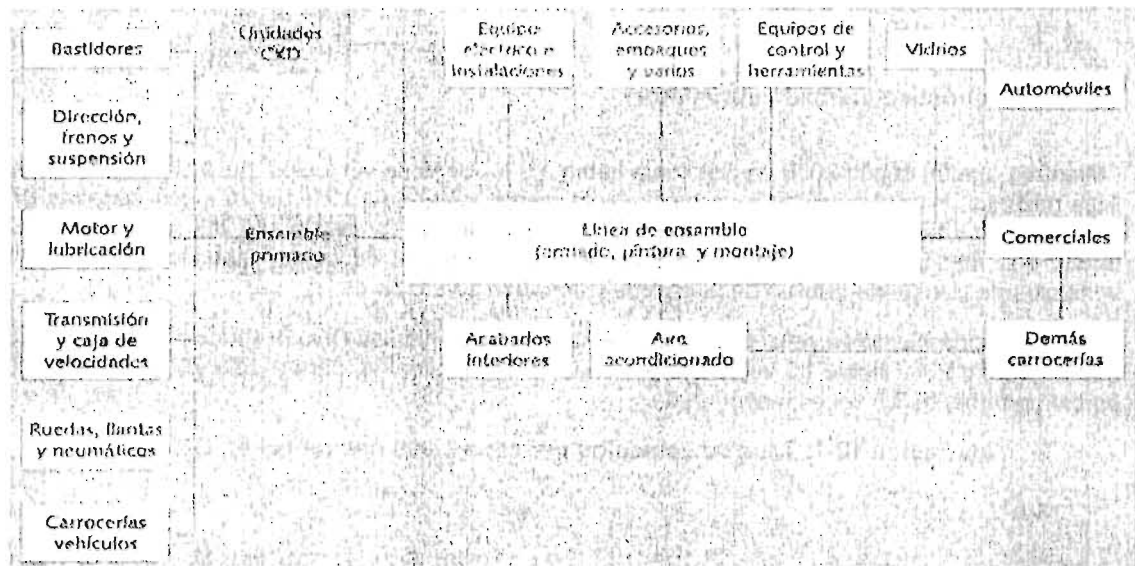 Bastidores
Dirección,
frenos y
suspensión
Motor y
lubricación
Transmisión
y caja de
velocidades
Ruedas, llantas
y neumáticos
Carrocerías
vehículos
Unidades
CKD
Ensamble
primario
Equipo
eléctrico e
instalaciones
Accesorios,
empaques
y varios
Equipos de
control y
herramientas
Vidrios
Línea de ensamble
(armado, pintura y montaje)
Acabados
interiores
Aire
acondicionado
Automóviles
Comerciales
Demás
carrocerías